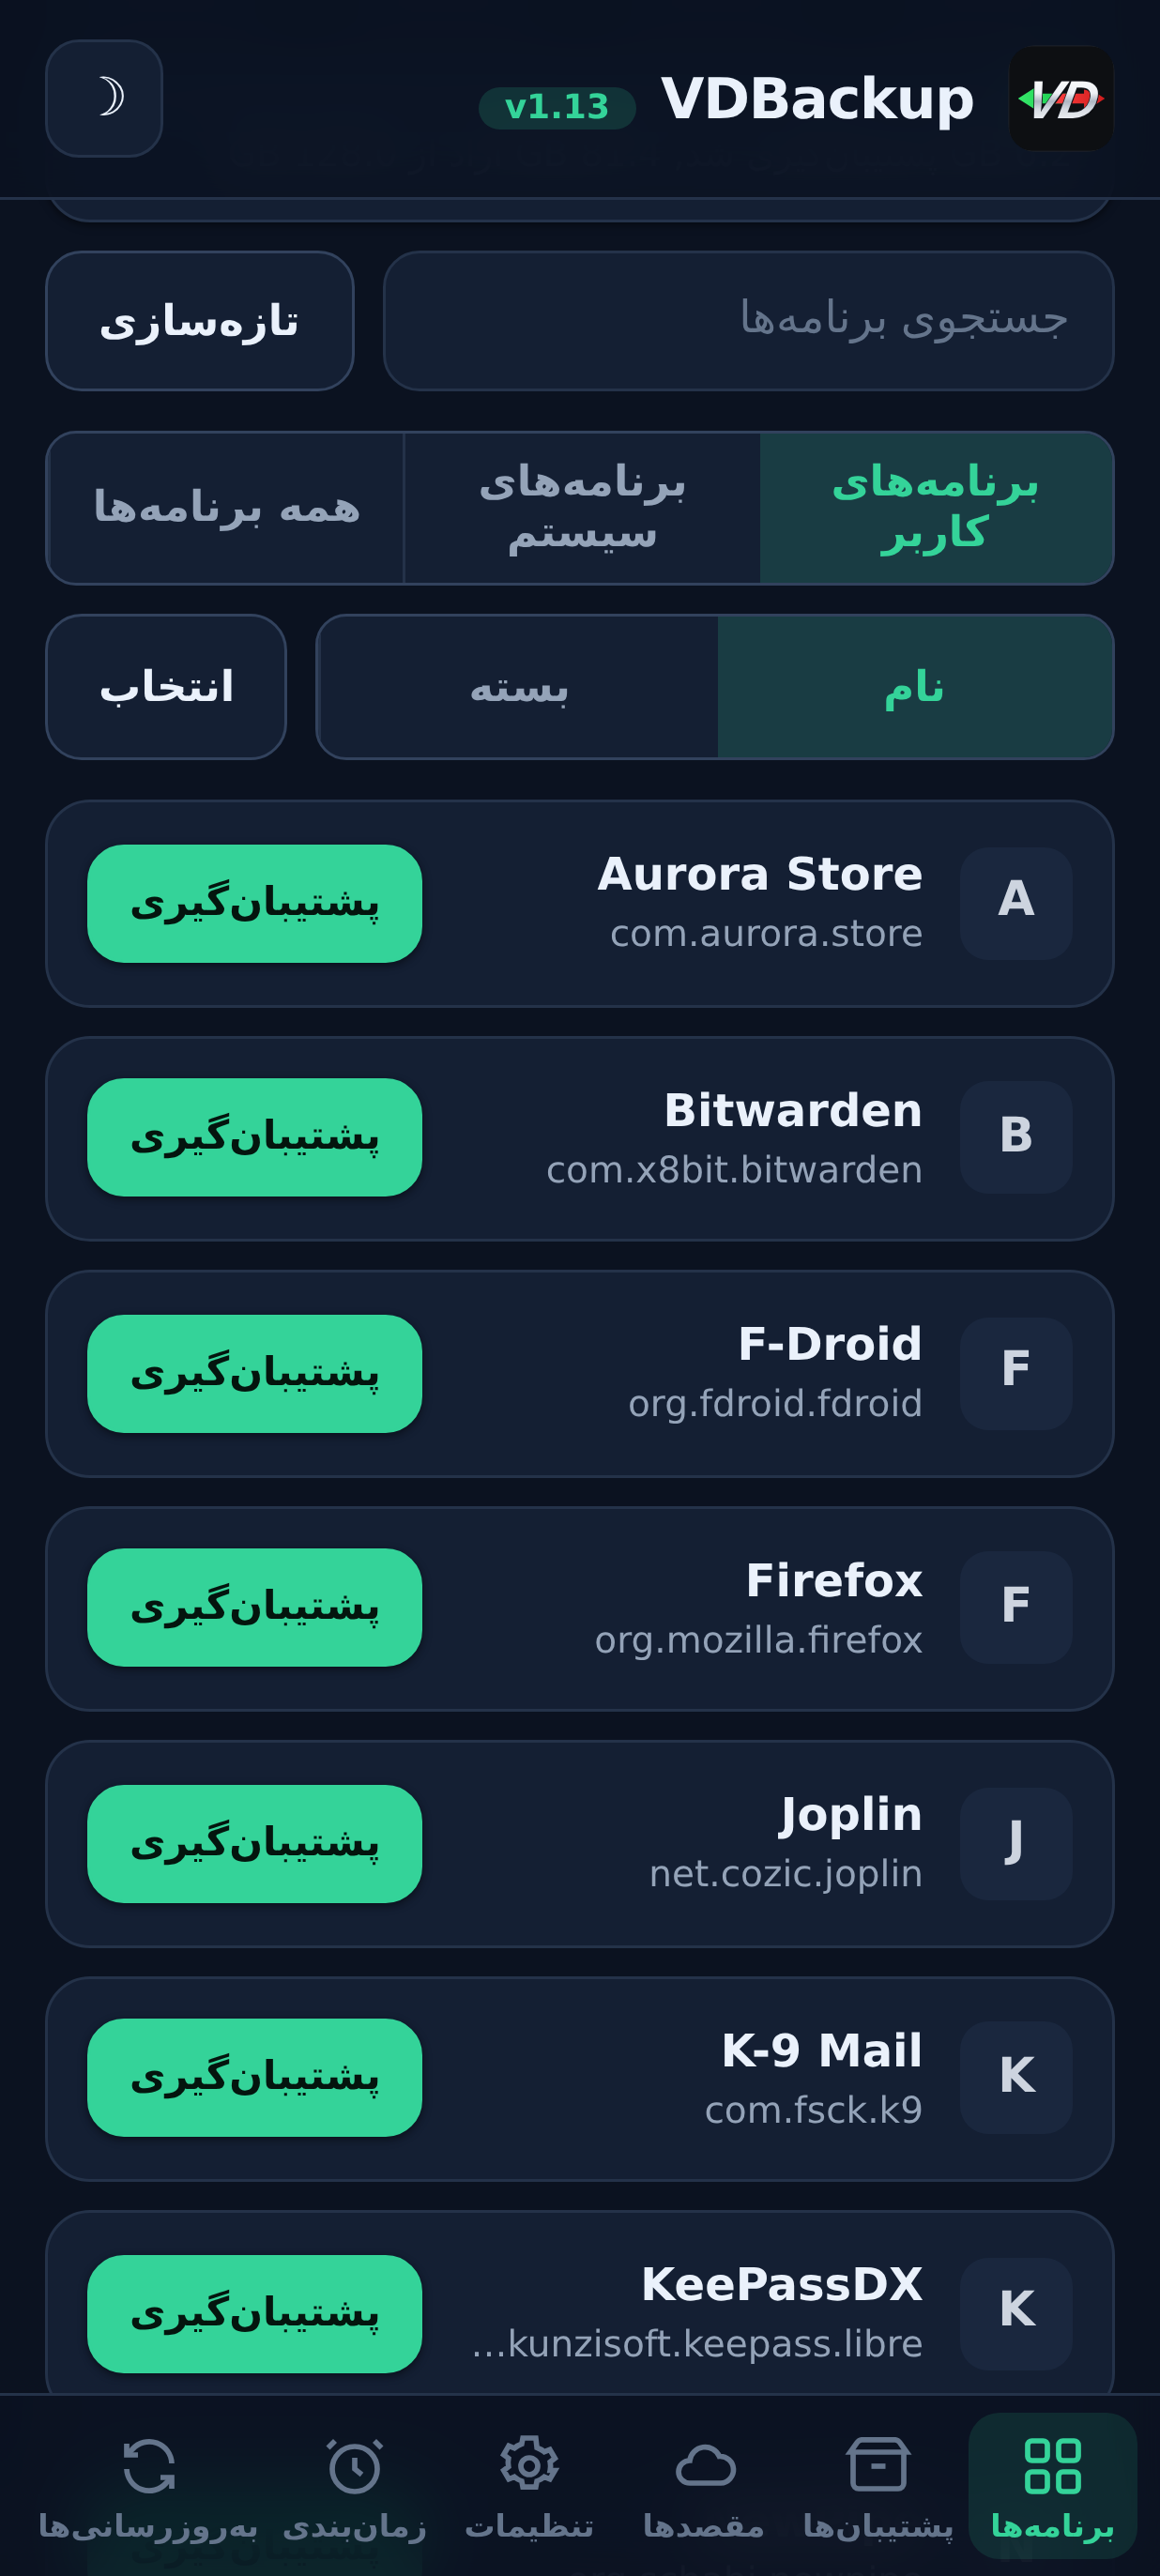 VD
VDBackup
v1.13
☽
جستجوی برنامه‌ها
تازه‌سازی
برنامه‌های
کاربر
برنامه‌های
سیستم
همه برنامه‌ها
نام
بسته
انتخاب
A
Aurora Store
com.aurora.store
پشتیبان‌گیری
B
Bitwarden
com.x8bit.bitwarden
پشتیبان‌گیری
F
F-Droid
org.fdroid.fdroid
پشتیبان‌گیری
F
Firefox
org.mozilla.firefox
پشتیبان‌گیری
J
Joplin
net.cozic.joplin
پشتیبان‌گیری
K
K-9 Mail
com.fsck.k9
پشتیبان‌گیری
K
KeePassDX
...kunzisoft.keepass.libre
پشتیبان‌گیری
برنامه‌ها
پشتیبان‌ها
مقصدها
تنظیمات
زمان‌بندی
به‌روزرسانی‌ها